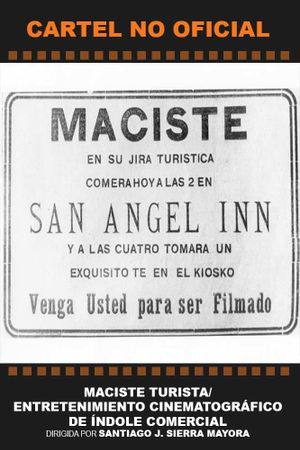 CARTEL NO OFICIAL
MACISTE
EN SU JIRA TURISTICA
COMERA HOY A LAS 2 EN
SAN ANGEL INN
Y A LAS CUATRO TOMARA UN
EXQUISITO TE EN EL KIOSKO
Venga Usted para ser Filmado
MACISTE TURISTA/
ENTRETENIMIENTO CINEMATOGRÁFICO
DE ÍNDOLE COMERCIAL
DIRIGIDA POR SANTIAGO J. SIERRA MAYORA